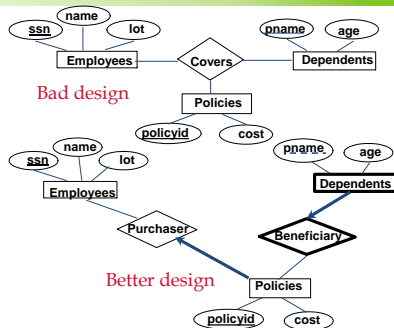 name
ssn lot
pname age
Employees Covers Dependents
Bad design
Policies
policyid cost
name
ssn lot
pname age
Employees Dependents
Purchaser Beneficiary
Better design
Policies
policyid cost